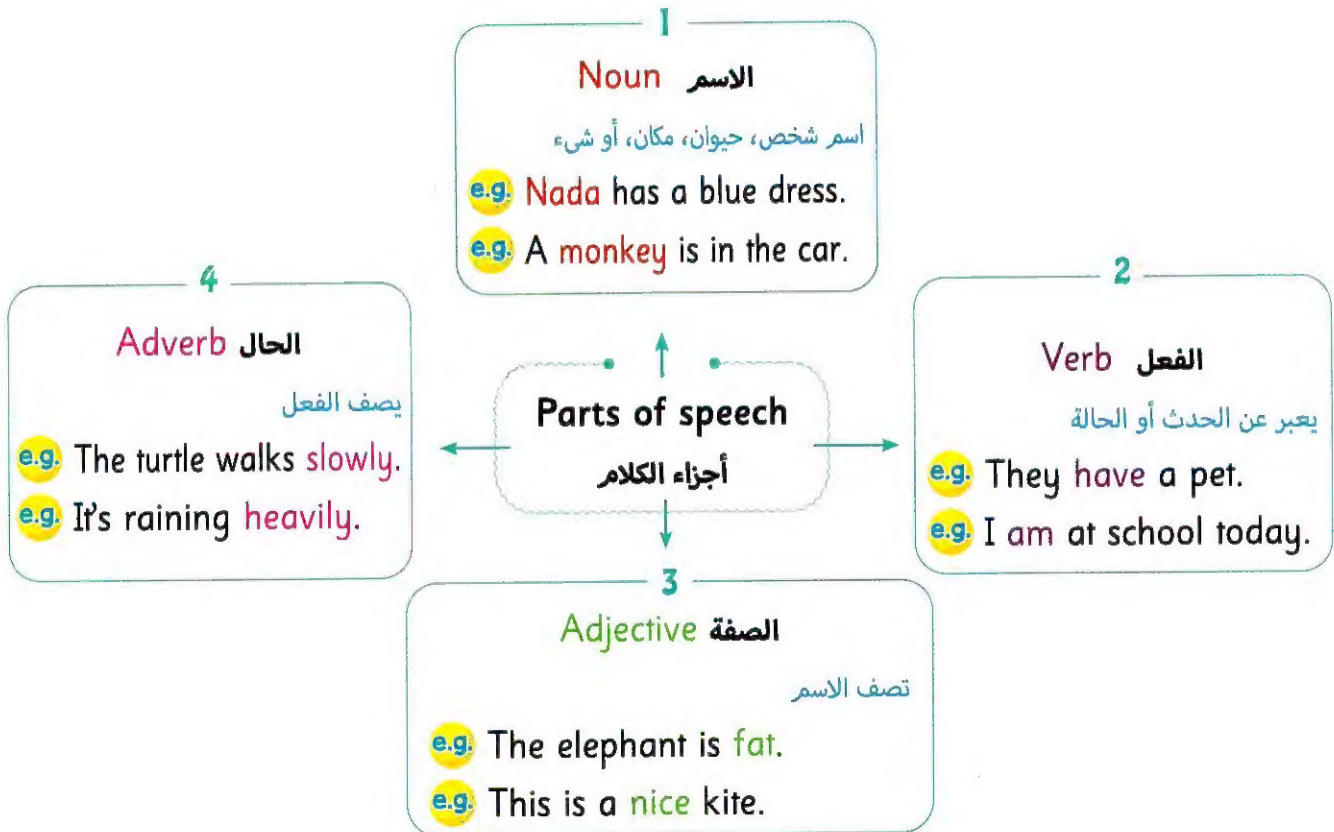 1
Noun الاسم
اسم شخص، حيوان، مكان، أو شىء
e.g. Nada has a blue dress.
e.g. A monkey is in the car.
2
Verb الفعل
يعبر عن الحدث أو الحالة
e.g. They have a pet.
e.g. I am at school today.
Parts of speech
أجزاء الكلام
3
Adjective الصفة
تصف الاسم
e.g. The elephant is fat.
e.g. This is a nice kite.
4
Adverb الحال
يصف الفعل
e.g. The turtle walks slowly.
e.g. It's raining heavily.